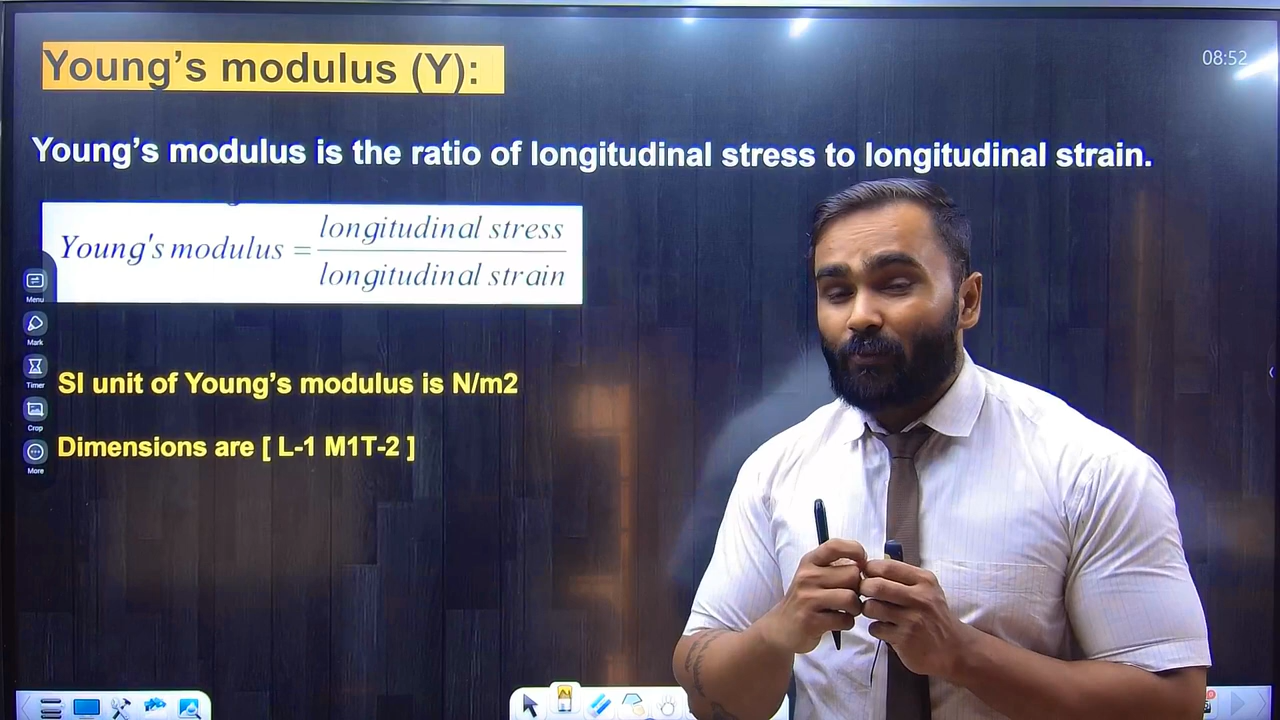 Young’s modulus (Y):
08:52
Young’s modulus is the ratio of longitudinal stress to longitudinal strain.
Young's modulus = longitudinal stress
longitudinal strain
Menu
Mark
Timer
Crop
More
SI unit of Young’s modulus is N/m2
Dimensions are [ L-1 M1T-2 ]